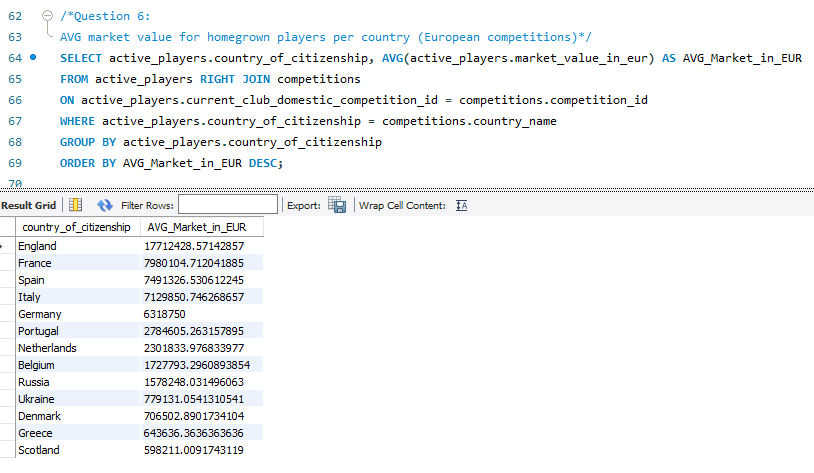 62 /*Question 6:
63 AVG market value for homegrown players per country (European competitions)*/
64 SELECT active_players.country_of_citizenship, AVG(active_players.market_value_in_eur) AS AVG_Market_in_EUR
65 FROM active_players RIGHT JOIN competitions
66 ON active_players.current_club_domestic_competition_id = competitions.competition_id
67 WHERE active_players.country_of_citizenship = competitions.country_name
68 GROUP BY active_players.country_of_citizenship
69 ORDER BY AVG_Market_in_EUR DESC;
70
Result Grid Filter Rows: Export: Wrap Cell Content:
country_of_citizenship AVG_Market_in_EUR
England 17712428.57142857
France 7980104.712041885
Spain 7491326.530612245
Italy 7129850.746268657
Germany 6318750
Portugal 2784605.263157895
Netherlands 2301833.976833977
Belgium 1727793.2960893854
Russia 1578248.031496063
Ukraine 779131.0541310541
Denmark 706502.8901734104
Greece 643636.3636363636
Scotland 598211.0091743119